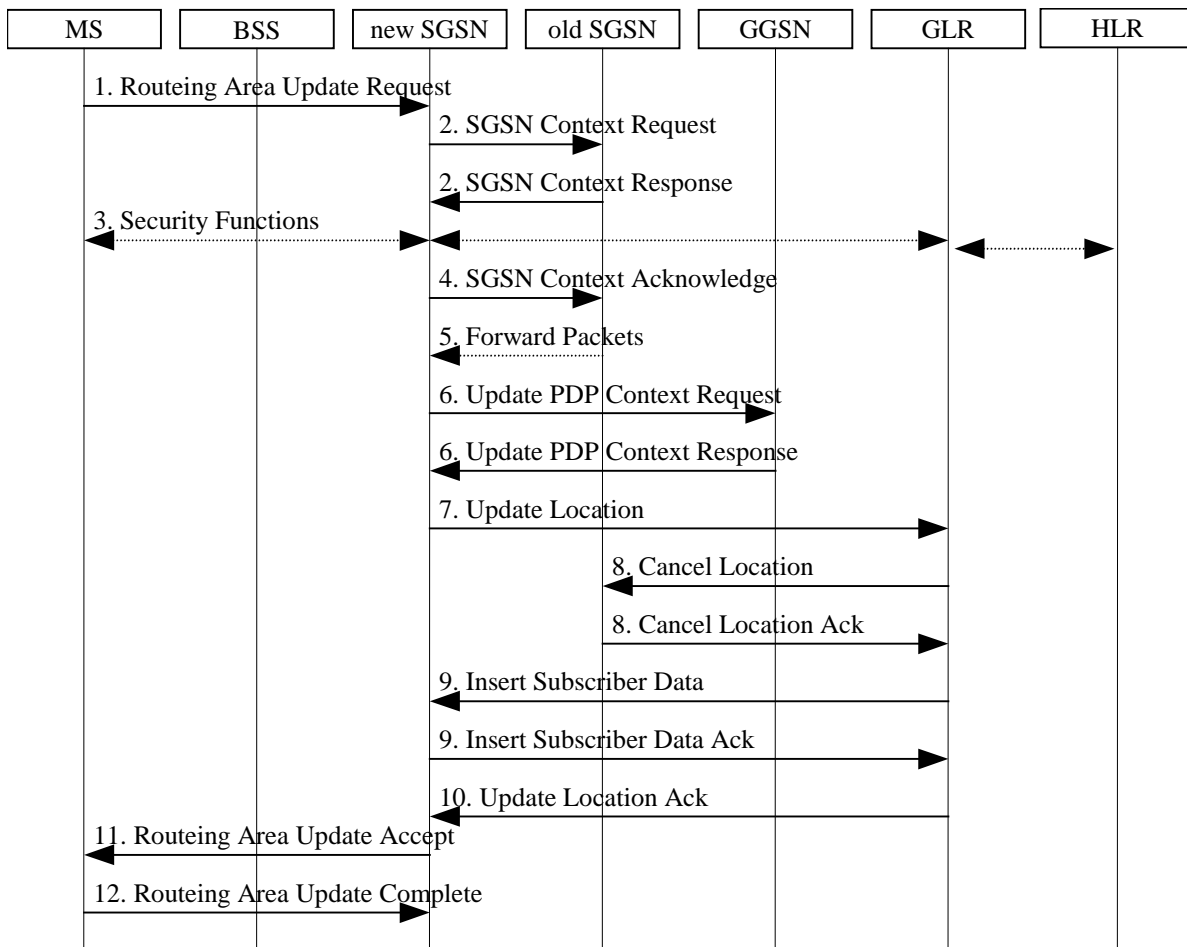 MS BSS new SGSN old SGSN GGSN GLR HLR
1. Routeing Area Update Request
2. SGSN Context Request
2. SGSN Context Response
3. Security Functions
4. SGSN Context Acknowledge
5. Forward Packets
6. Update PDP Context Request
6. Update PDP Context Response
7. Update Location
8. Cancel Location
8. Cancel Location Ack
9. Insert Subscriber Data
9. Insert Subscriber Data Ack
10. Update Location Ack
11. Routeing Area Update Accept
12. Routeing Area Update Complete